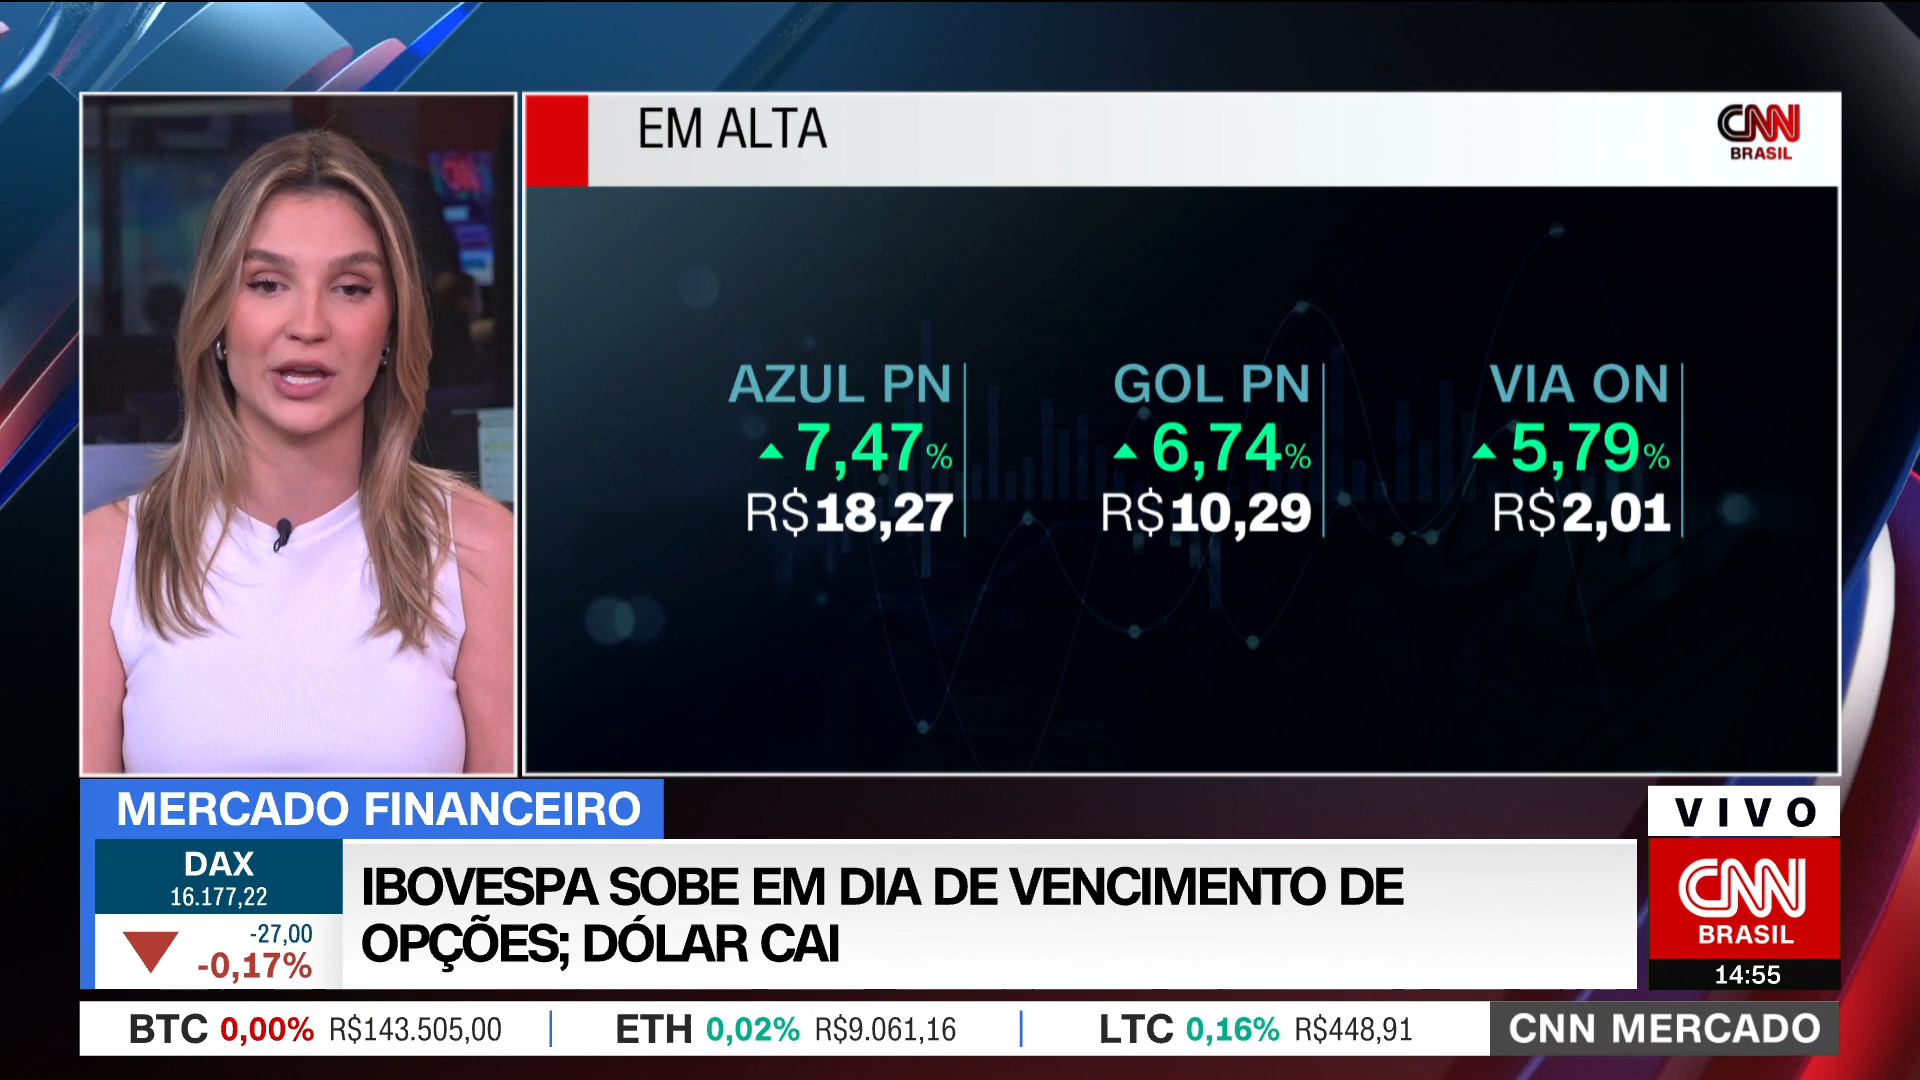 EM ALTA
CNN
BRASIL
AZUL PN
7,47%
R$18,27
GOL PN
6,74%
R$10,29
VIA ON
5,79%
R$2,01
MERCADO FINANCEIRO
DAX
16.177,22
-27,00
-0,17%
IBOVESPA SOBE EM DIA DE VENCIMENTO DE
OPÇÕES; DÓLAR CAI
VIVO
CNN
BRASIL
14:55
BTC 0,00% R$143.505,00 | ETH 0,02% R$9.061,16 | LTC 0,16% R$448,91
CNN MERCADO